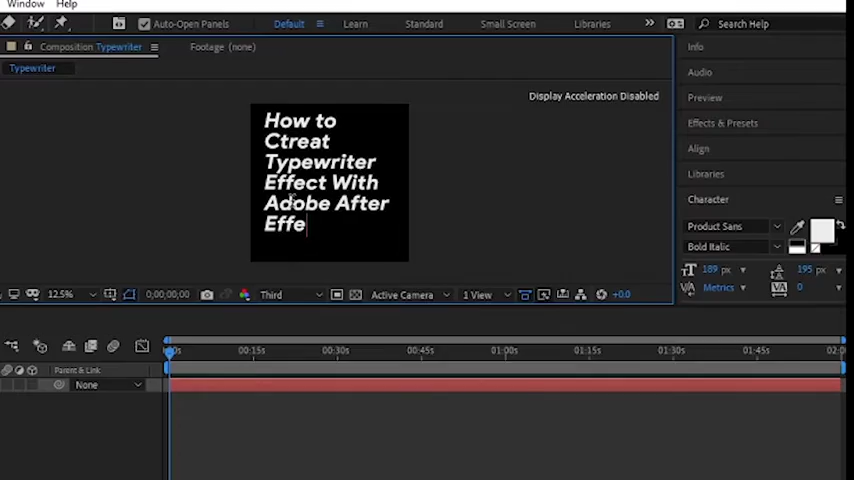 Window Help
Auto-Open Panels Default Learn Standard Small Screen Libraries » Search Help
Composition Typewriter Footage (none)
Typewriter
Display Acceleration Disabled
How to
Ctreat
Typewriter
Effect With
Adobe After
Effe
Info
Audio
Preview
Effects & Presets
Align
Libraries
Character
Product Sans
Bold Italic
189 px 195 px
Metrics 0
12.5% 0;00;00;00 Third Active Camera 1 View +0.0
00:15s 00:30s 00:45s 01:00s 01:15s 01:30s 01:45s
Parent & Link
None